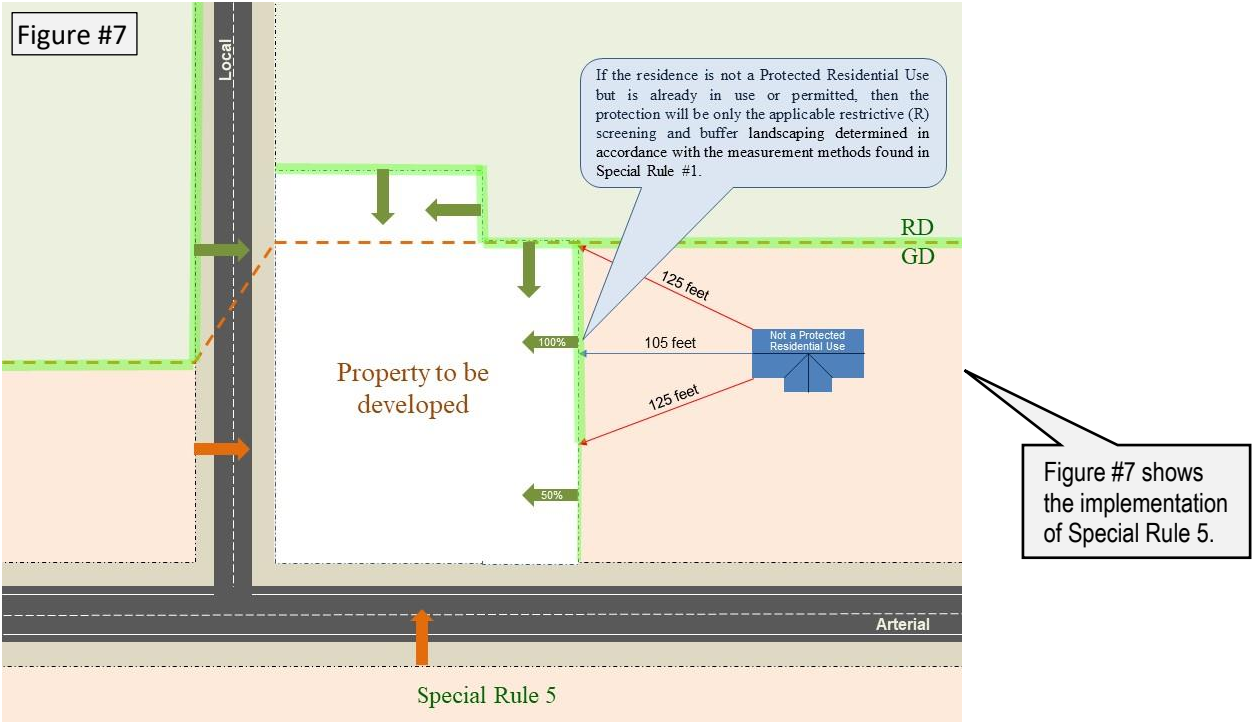 Figure #7
Local
If the residence is not a Protected Residential Use
but is already in use or permitted, then the
protection will be only the applicable restrictive (R)
screening and buffer landscaping determined in
accordance with the measurement methods found in
Special Rule #1.
RD
GD
125 feet
Not a Protected
Residential Use
100%
105 feet
Property to be
developed
125 feet
50%
Figure #7 shows
the implementation
of Special Rule 5.
Arterial
Special Rule 5